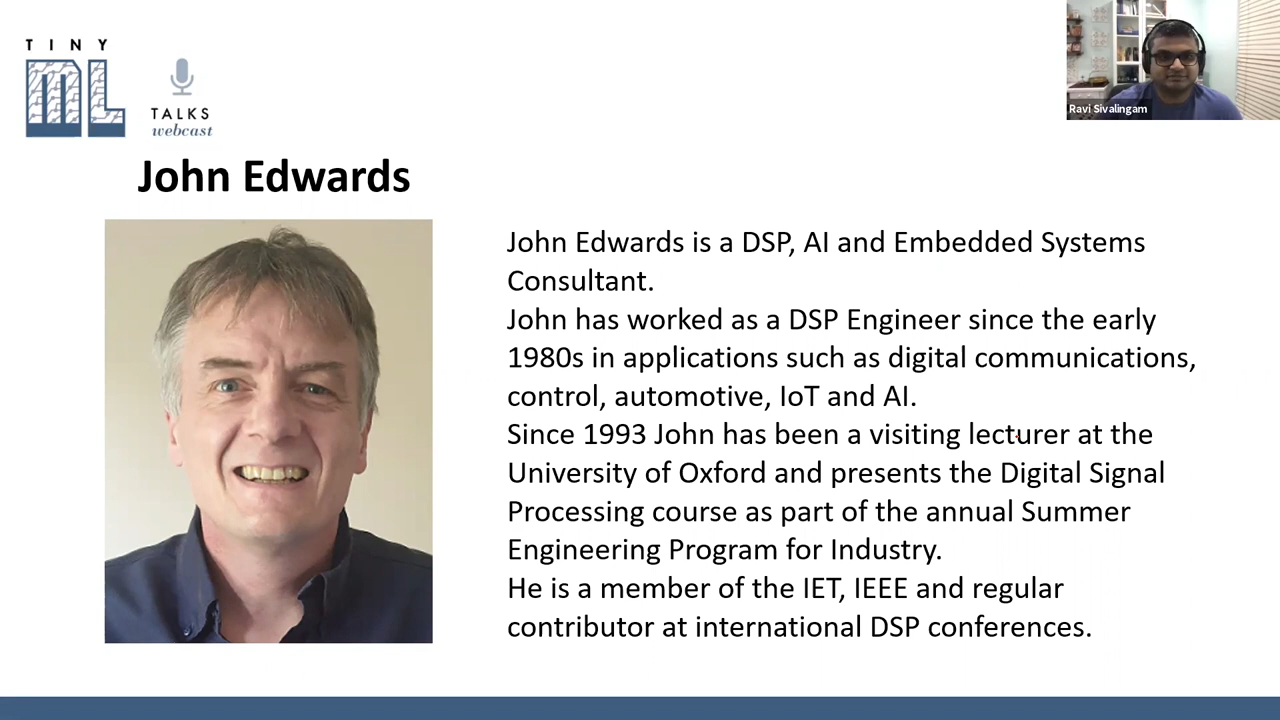 TINY
ML
TALKS
webcast
Ravi Sivalingam
John Edwards
John Edwards is a DSP, AI and Embedded Systems
Consultant.
John has worked as a DSP Engineer since the early
1980s in applications such as digital communications,
control, automotive, IoT and AI.
Since 1993 John has been a visiting lecturer at the
University of Oxford and presents the Digital Signal
Processing course as part of the annual Summer
Engineering Program for Industry.
He is a member of the IET, IEEE and regular
contributor at international DSP conferences.